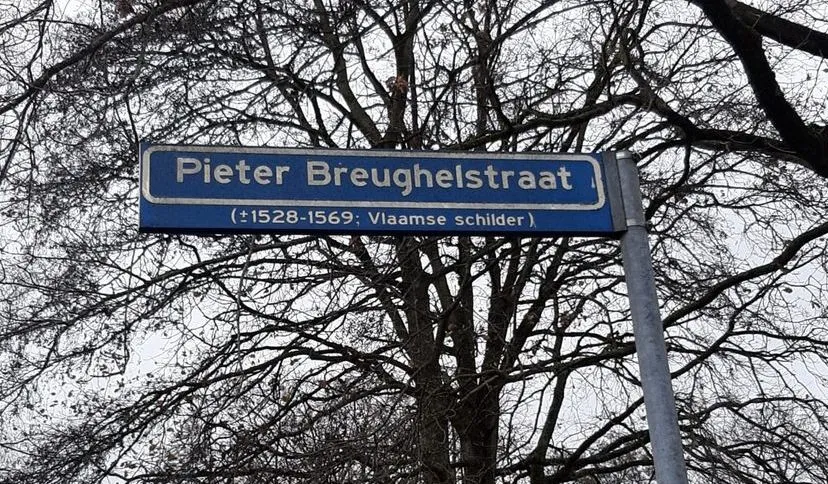 Pieter Breughelstraat
(±1528-1569; Vlaamse schilder)